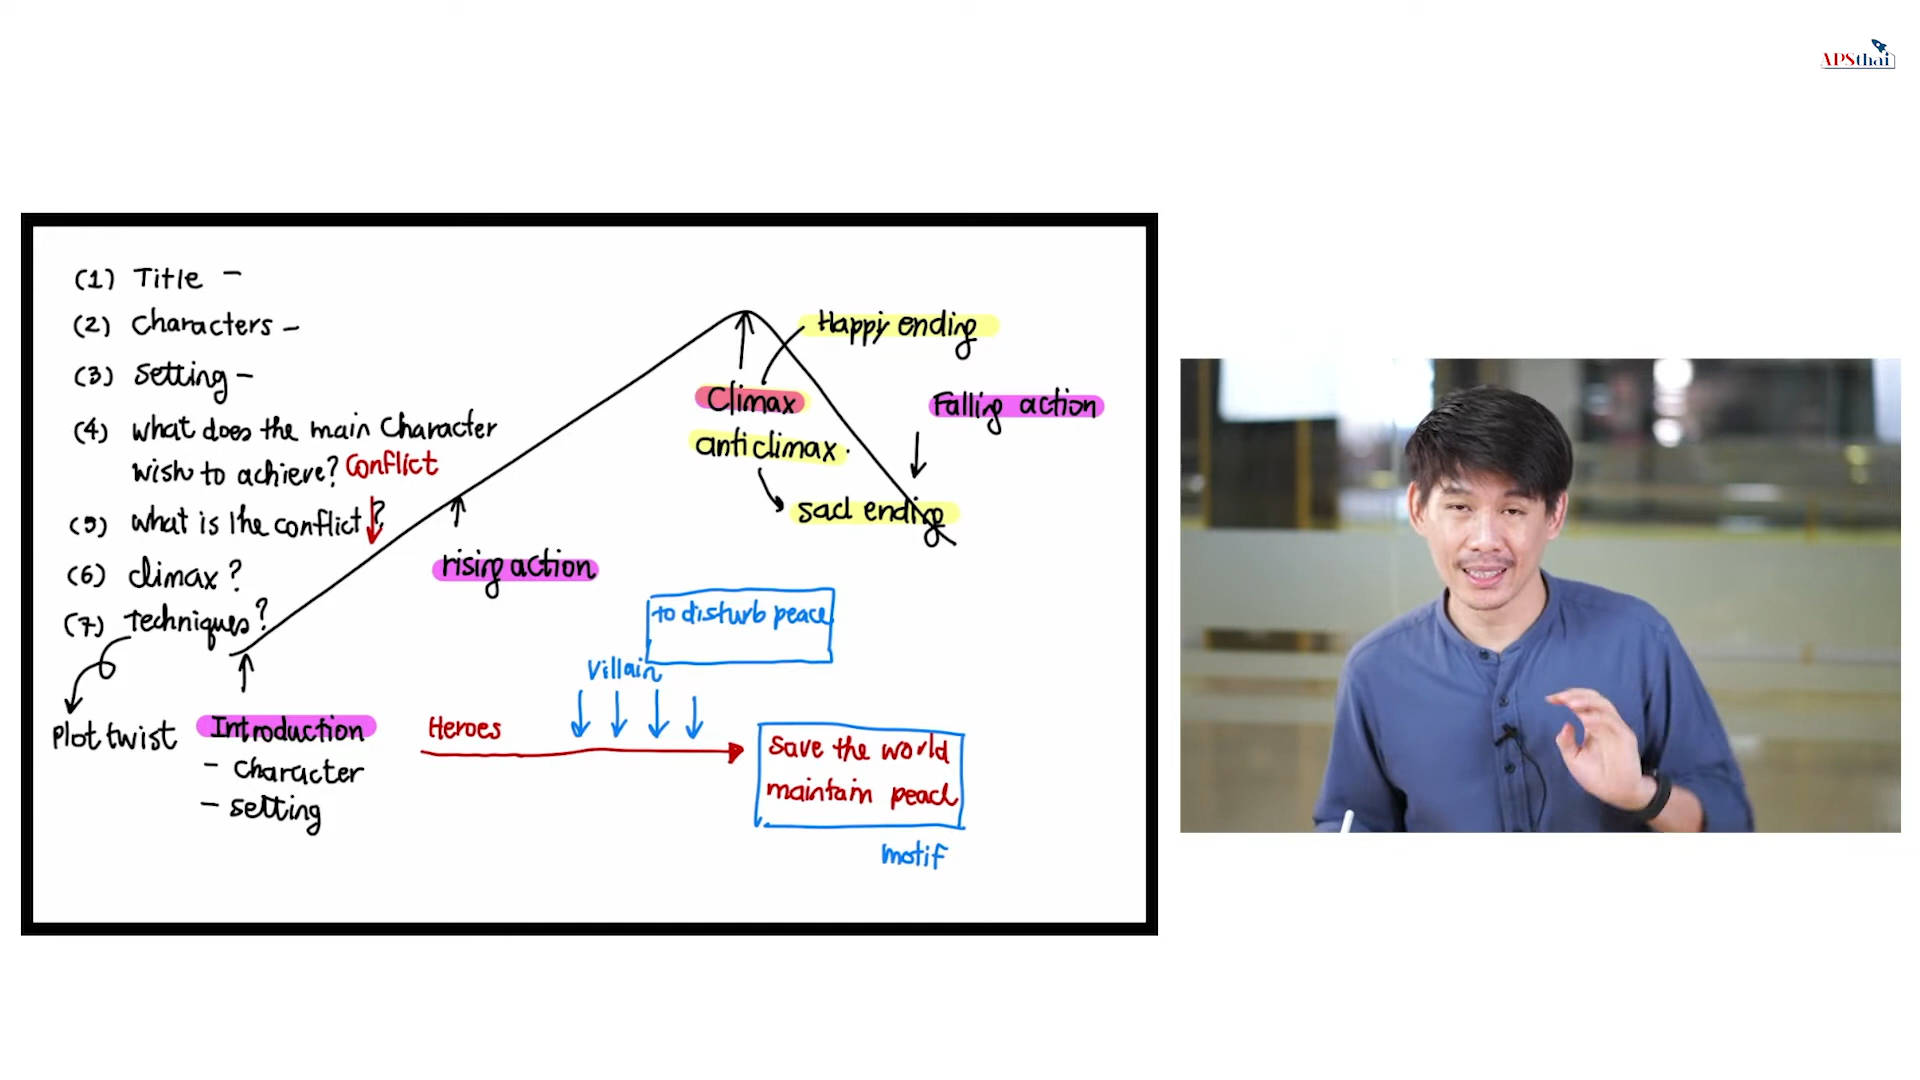 APSthai
(1) Title -
(2) Characters -
(3) Setting -
(4) what does the main Character
wish to achieve?
Conflict
(5) what is the conflict?
(6) climax?
(7) techniques?
Plot twist
Introduction
- Character
- setting
rising action
Climax
anticlimax.
Happy ending
sad ending
Falling action
to disturb peace
Villain
Heroes
Save the world
maintain peace
motif